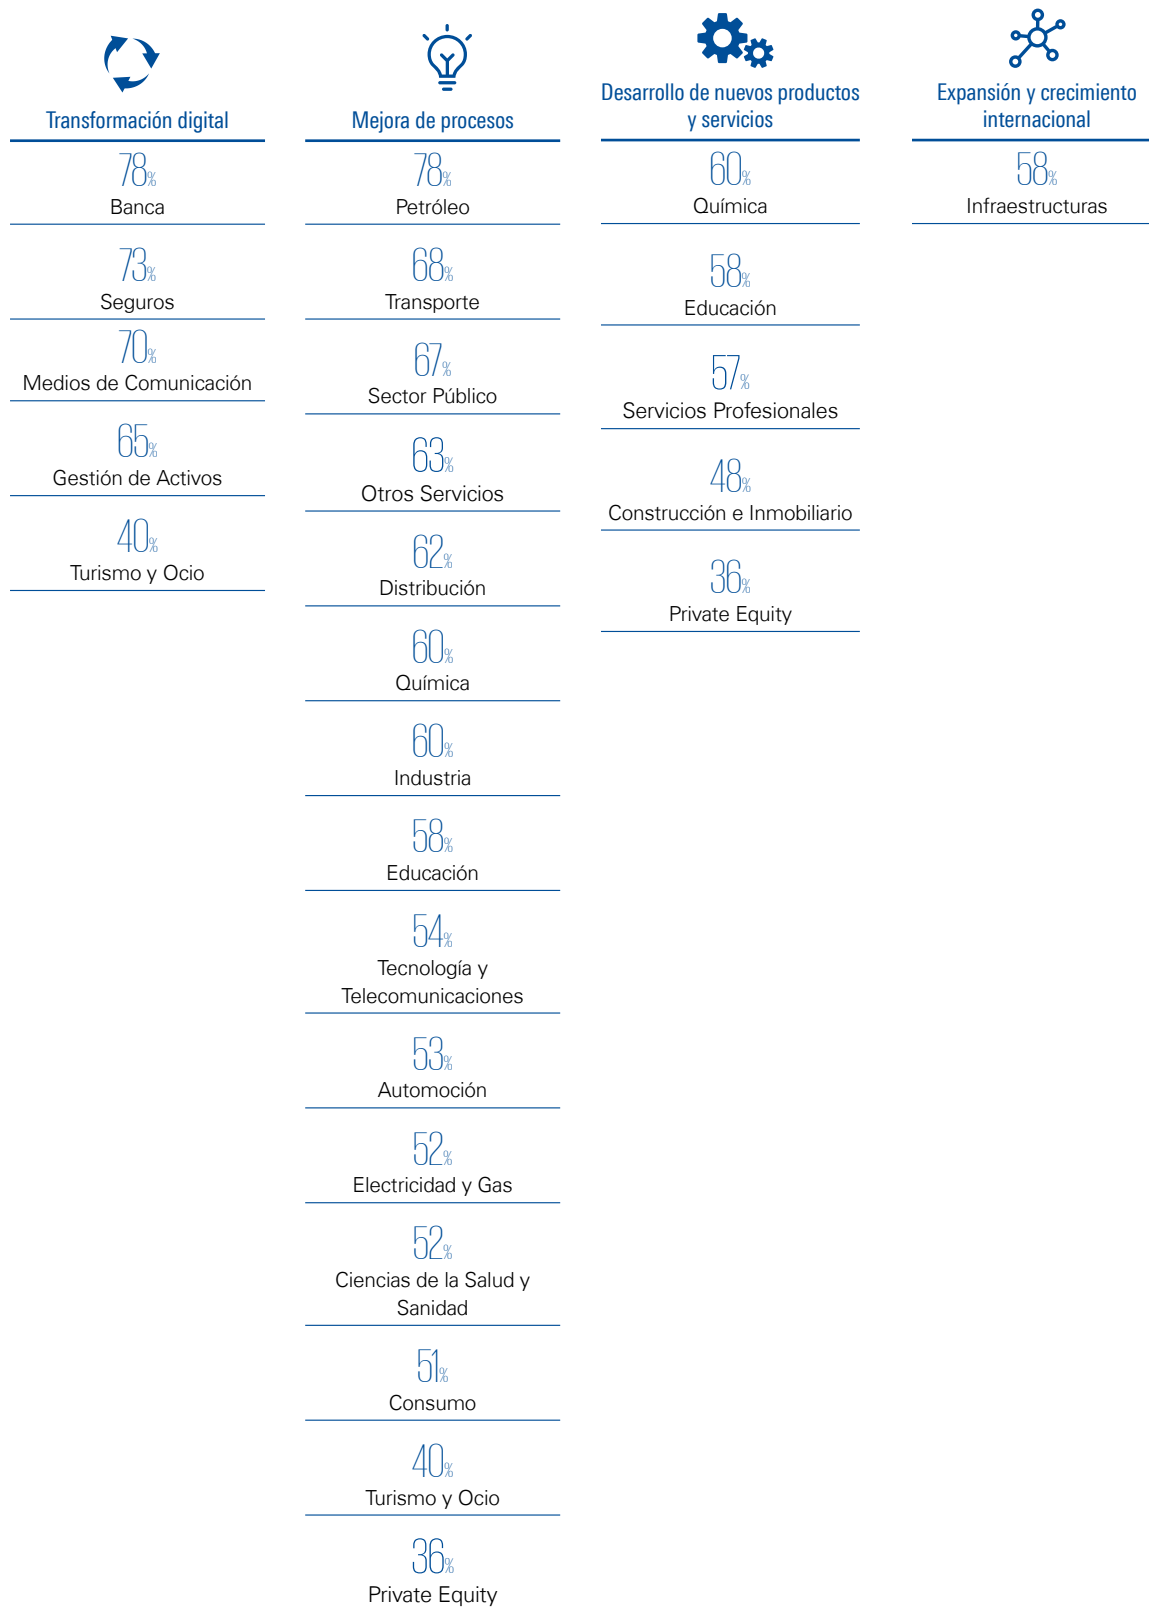 Transformación digital
78%
Banca
73%
Seguros
70%
Medios de Comunicación
65%
Gestión de Activos
40%
Turismo y Ocio
Mejora de procesos
78%
Petróleo
68%
Transporte
67%
Sector Público
63%
Otros Servicios
62%
Distribución
60%
Química
60%
Industria
58%
Educación
54%
Tecnología y
Telecomunicaciones
53%
Automoción
52%
Electricidad y Gas
52%
Ciencias de la Salud y
Sanidad
51%
Consumo
40%
Turismo y Ocio
36%
Private Equity
Desarrollo de nuevos productos
y servicios
60%
Química
58%
Educación
57%
Servicios Profesionales
48%
Construcción e Inmobiliario
36%
Private Equity
Expansión y crecimiento
internacional
58%
Infraestructuras